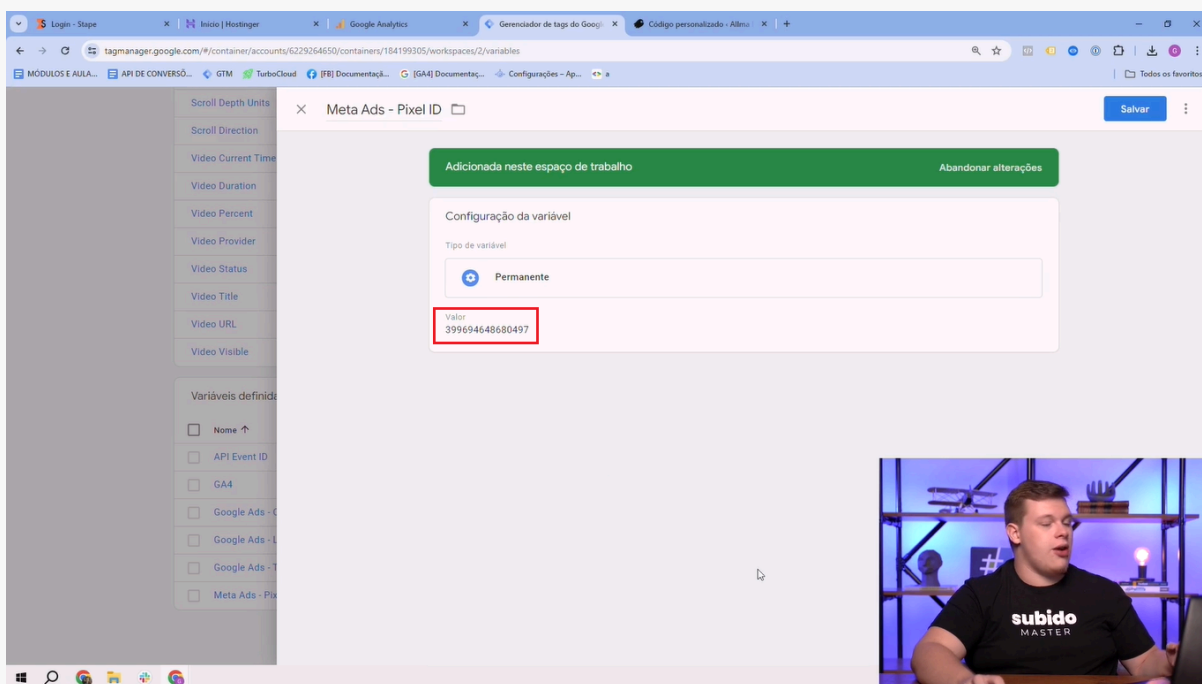 Login - Stape
Inicio | Hostinger
Google Analytics
Gerenciador de tags do Googl
Código personalizado ‹ Allma
tagmanager.google.com/#/container/accounts/6229264650/containers/184199305/workspaces/2/variables
MÓDULOS E AULA...
API DE CONVERSÕ...
GTM
TurboCloud
[FB] Documentaçã...
[GA4] Documentaç...
Configurações – Ap...
a
Todos os favoritos
Scroll Depth Units
Scroll Direction
Video Current Time
Video Duration
Video Percent
Video Provider
Video Status
Video Title
Video URL
Video Visible
Variáveis definida
Nome
API Event ID
GA4
Google Ads - C
Google Ads - L
Google Ads - T
Meta Ads - Pix
Meta Ads - Pixel ID
Salvar
Adicionada neste espaço de trabalho
Abandonar alterações
Configuração da variável
Tipo de variável
Permanente
Valor
399694648680497
subido
MASTER